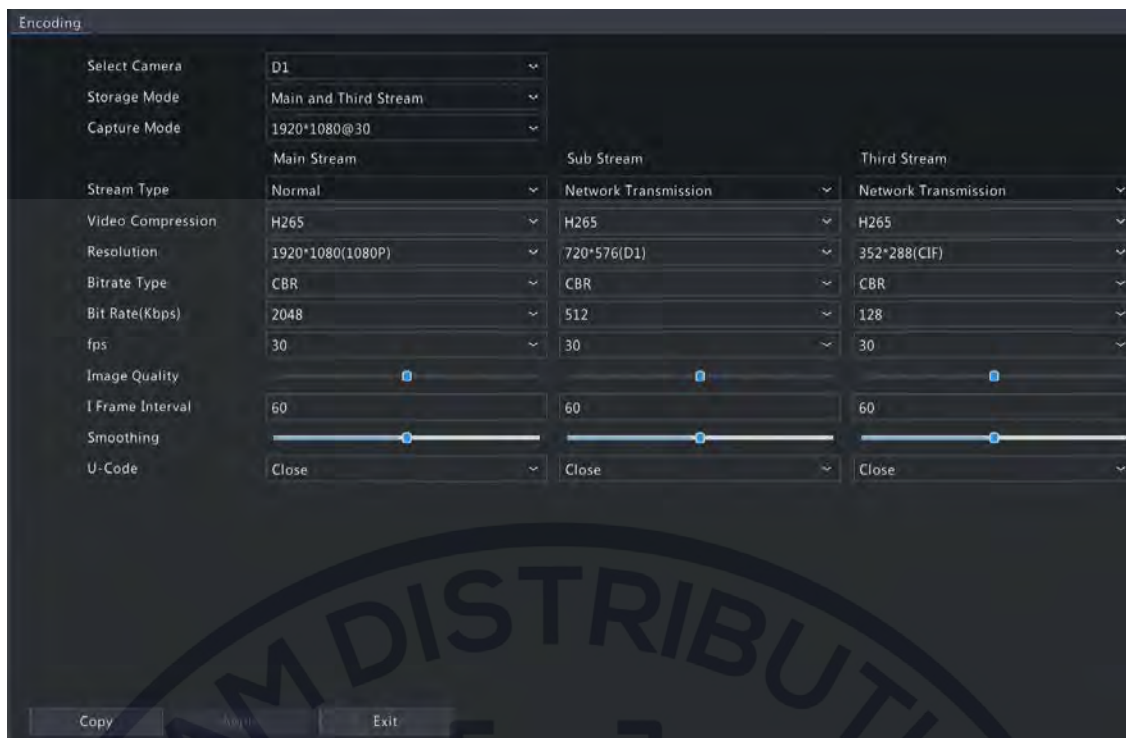 Encoding
Select Camera D1
Storage Mode Main and Third Stream
Capture Mode 1920*1080@30
Main Stream Sub Stream Third Stream
Stream Type Normal Network Transmission Network Transmission
Video Compression H265 H265 H265
Resolution 1920*1080(1080P) 720*576(D1) 352*288(CIF)
Bitrate Type CBR CBR CBR
Bit Rate(Kbps) 2048 512 128
fps 30 30 30
Image Quality
I Frame Interval 60 60 60
Smoothing
U-Code Close Close Close
Copy Exit